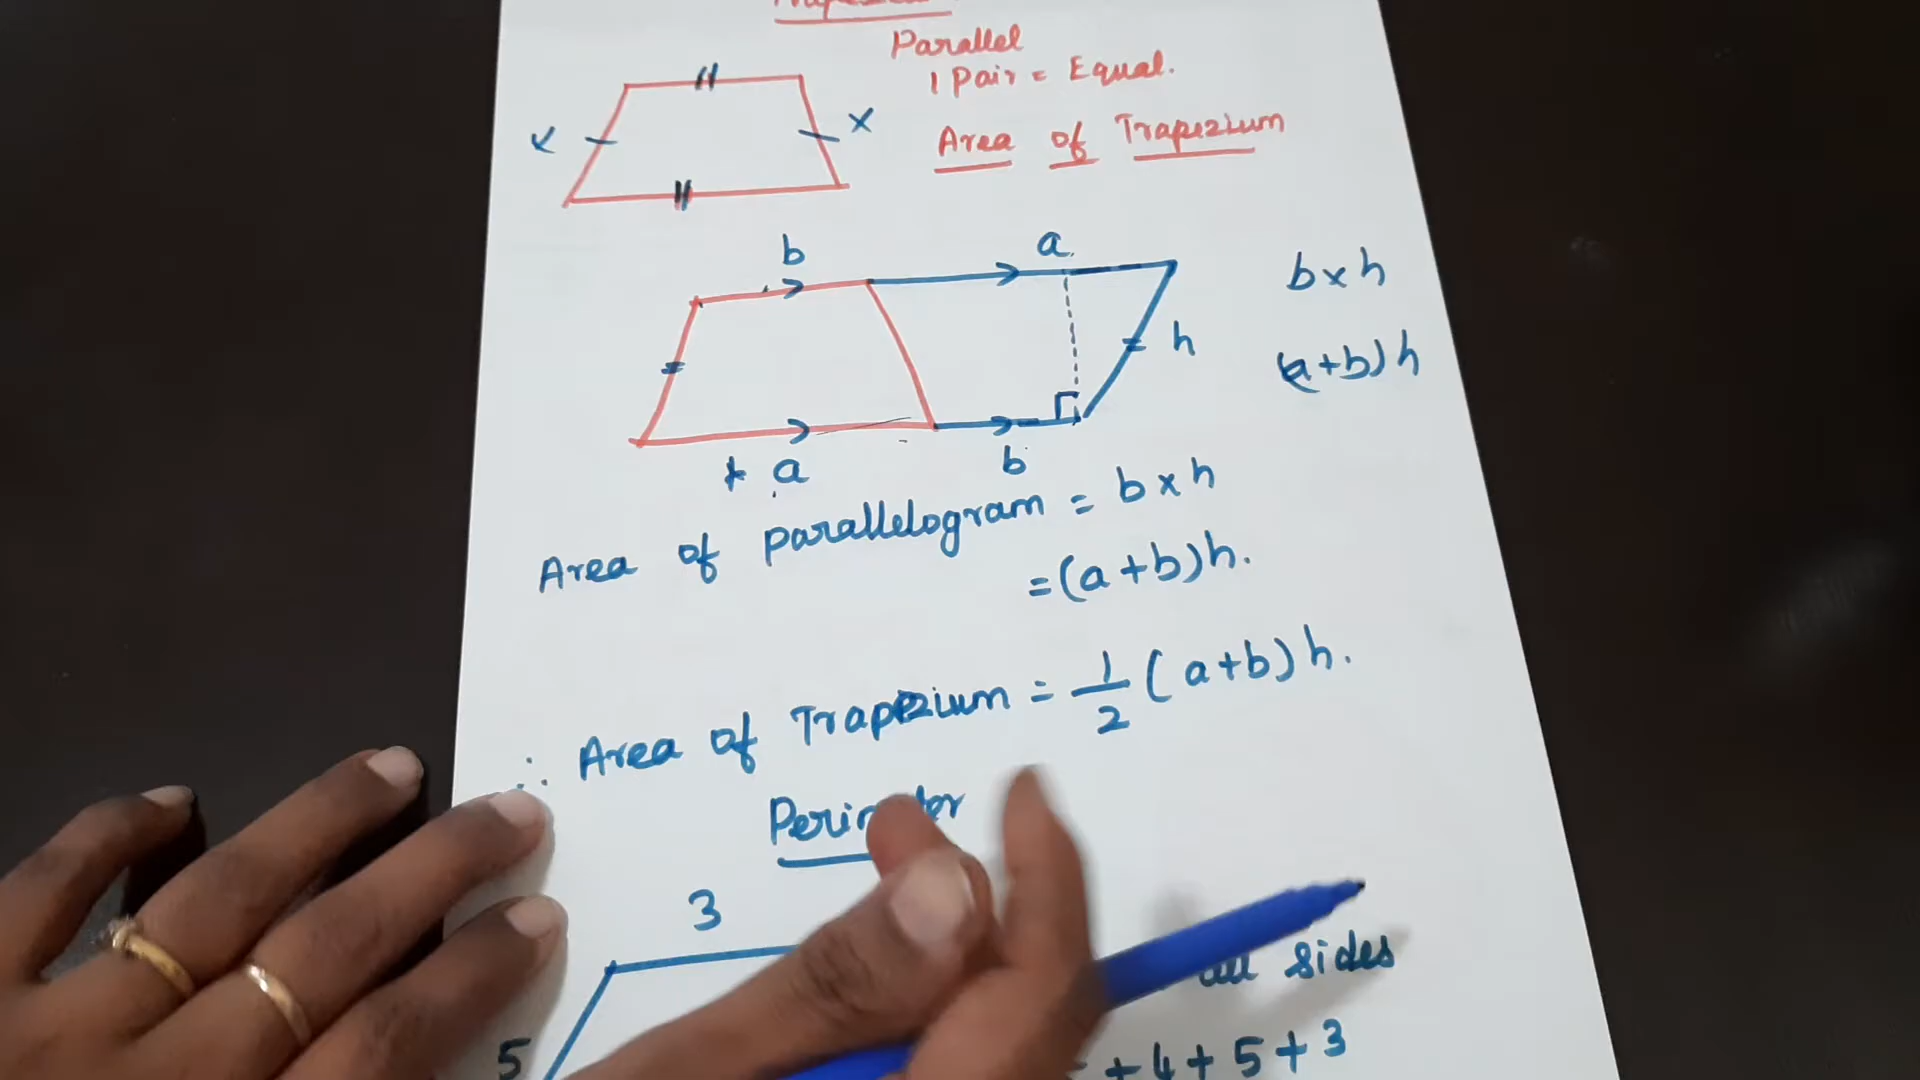 Parallel
1 Pair = Equal.
x x
Area of Trapezium
b a
b x h
h
(a+b)h
a b
Area of parallelogram = b x h
= (a+b)h.
∴ Area of Trapezium = 1/2 (a+b)h.
3
all sides
5
+ 4 + 5 + 3